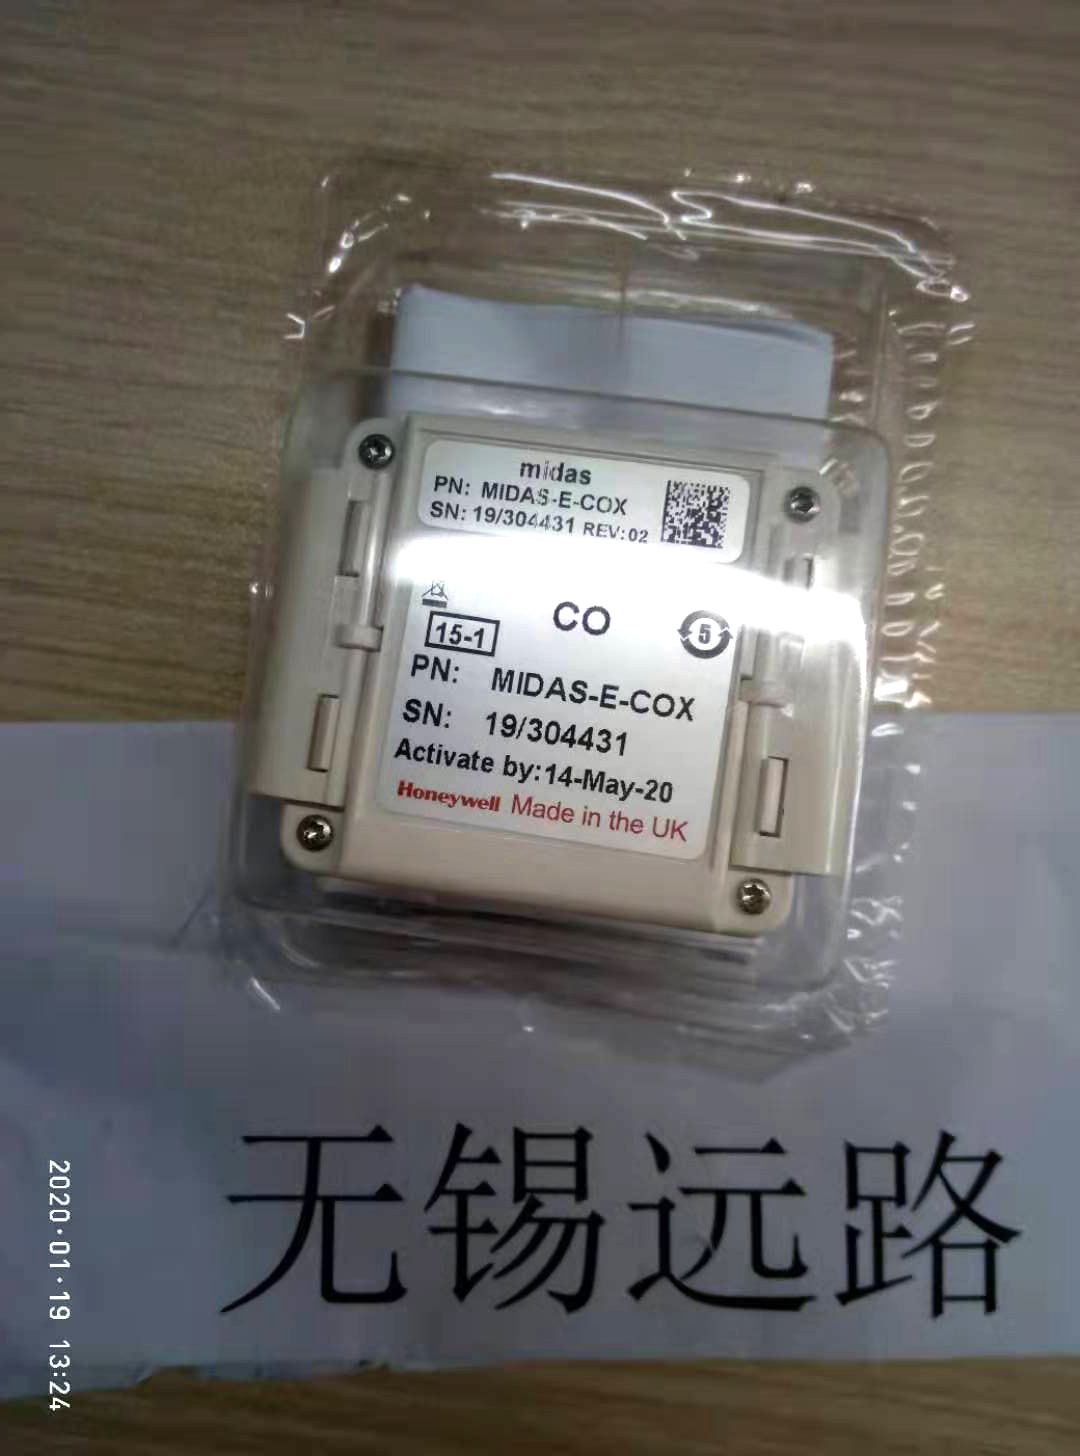 midas
PN: MIDAS-E-COX
SN: 19/304431 REV:02
CO
15-1
5
PN: MIDAS-E-COX
SN: 19/304431
Activate by:14-May-20
Honeywell Made in the UK
无锡远路
2020·01·19 13:24